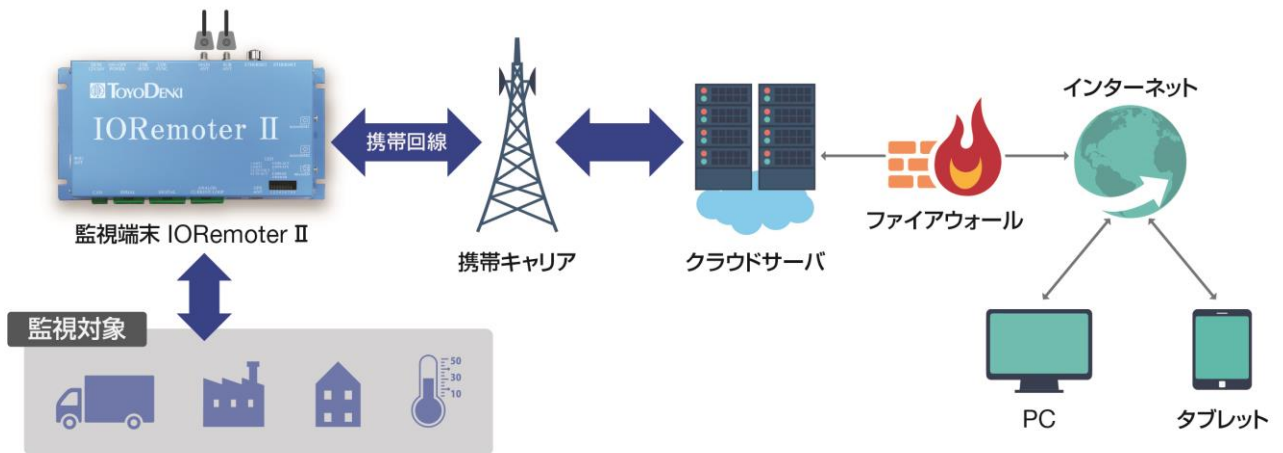 TOYODENKI
IORemoter II
監視端末 IORemoter II
携帯回線
携帯キャリア
クラウドサーバ
ファイアウォール
インターネット
監視対象
50
30
10
PC
タブレット